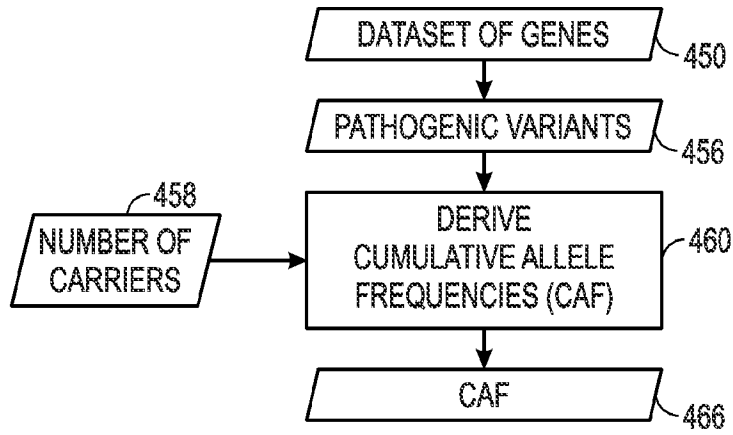 DATASET OF GENES
450
PATHOGENIC VARIANTS
456
458
NUMBER OF
CARRIERS
DERIVE
CUMULATIVE ALLELE
FREQUENCIES (CAF)
460
CAF
466